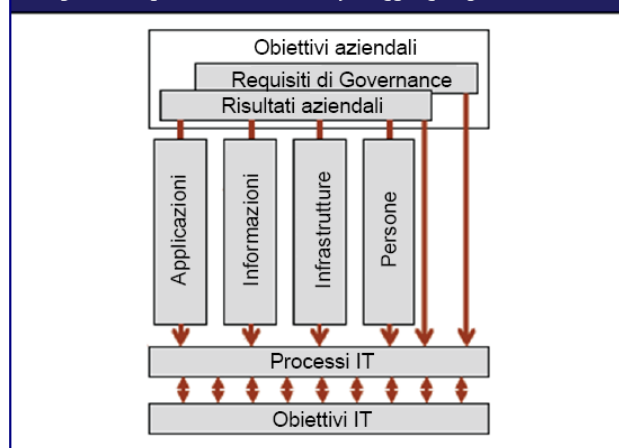 Obiettivi aziendali
Requisiti di Governance
Risultati aziendali
Applicazioni
Informazioni
Infrastrutture
Persone
Processi IT
Obiettivi IT